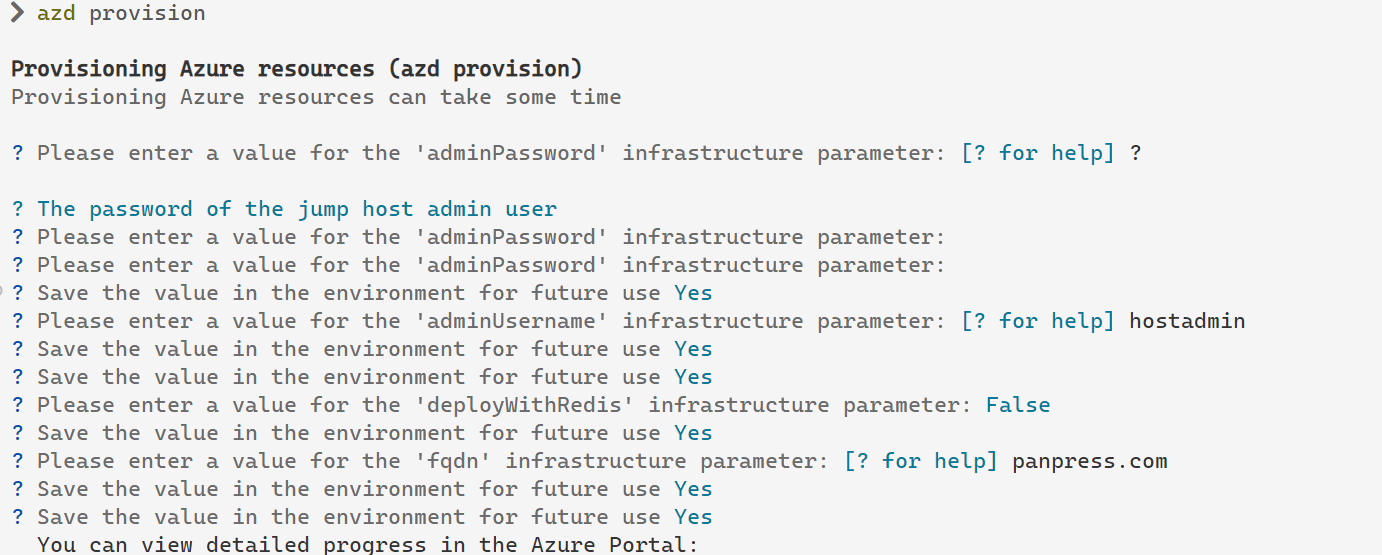 > azd provision
Provisioning Azure resources (azd provision)
Provisioning Azure resources can take some time
? Please enter a value for the 'adminPassword' infrastructure parameter: [? for help] ?
? The password of the jump host admin user
? Please enter a value for the 'adminPassword' infrastructure parameter:
? Please enter a value for the 'adminPassword' infrastructure parameter:
? Save the value in the environment for future use Yes
? Please enter a value for the 'adminUsername' infrastructure parameter: [? for help] hostadmin
? Save the value in the environment for future use Yes
? Save the value in the environment for future use Yes
? Please enter a value for the 'deployWithRedis' infrastructure parameter: False
? Save the value in the environment for future use Yes
? Please enter a value for the 'fqdn' infrastructure parameter: [? for help] panpress.com
? Save the value in the environment for future use Yes
? Save the value in the environment for future use Yes
You can view detailed progress in the Azure Portal: